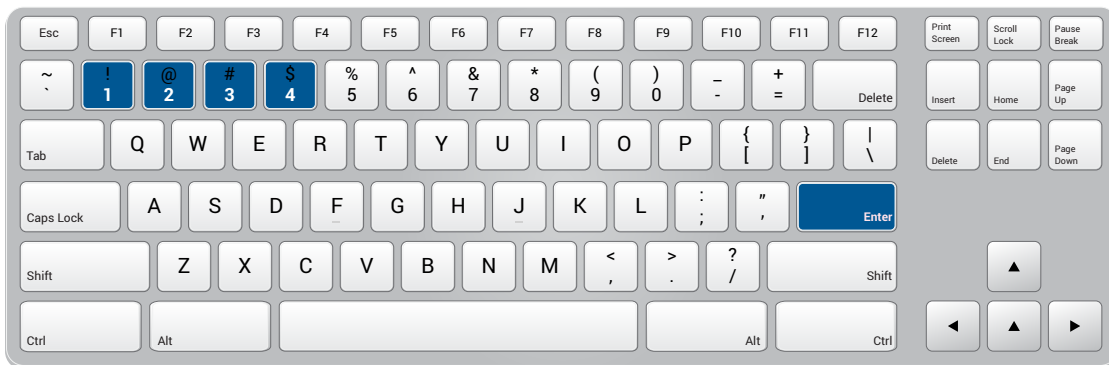 Esc F1 F2 F3 F4 F5 F6 F7 F8 F9 F10 F11 F12 Print Screen Scroll Lock Pause Break
~ ` ! 1 @ 2 # 3 $ 4 % 5 ^ 6 & 7 * 8 ( 9 ) 0 _ - + = Delete Insert Home Page Up
Tab Q W E R T Y U I O P { [ } ] | \ Delete End Page Down
Caps Lock A S D F G H J K L : ; " ' Enter
Shift Z X C V B N M < , > . ? / Shift ▲
Ctrl Alt Alt Ctrl ◀ ▲ ▶